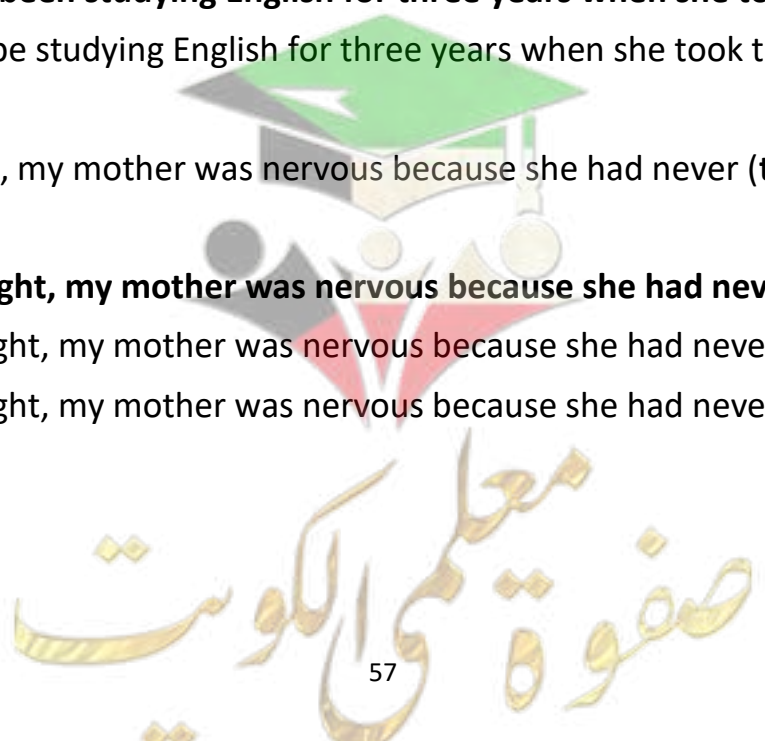 been studying English for three years when she t
be studying English for three years when she took t
, my mother was nervous because she had never (t
ght, my mother was nervous because she had nev
ght, my mother was nervous because she had neve
ght, my mother was nervous because she had neve
صفوة معلمي الكويت
57